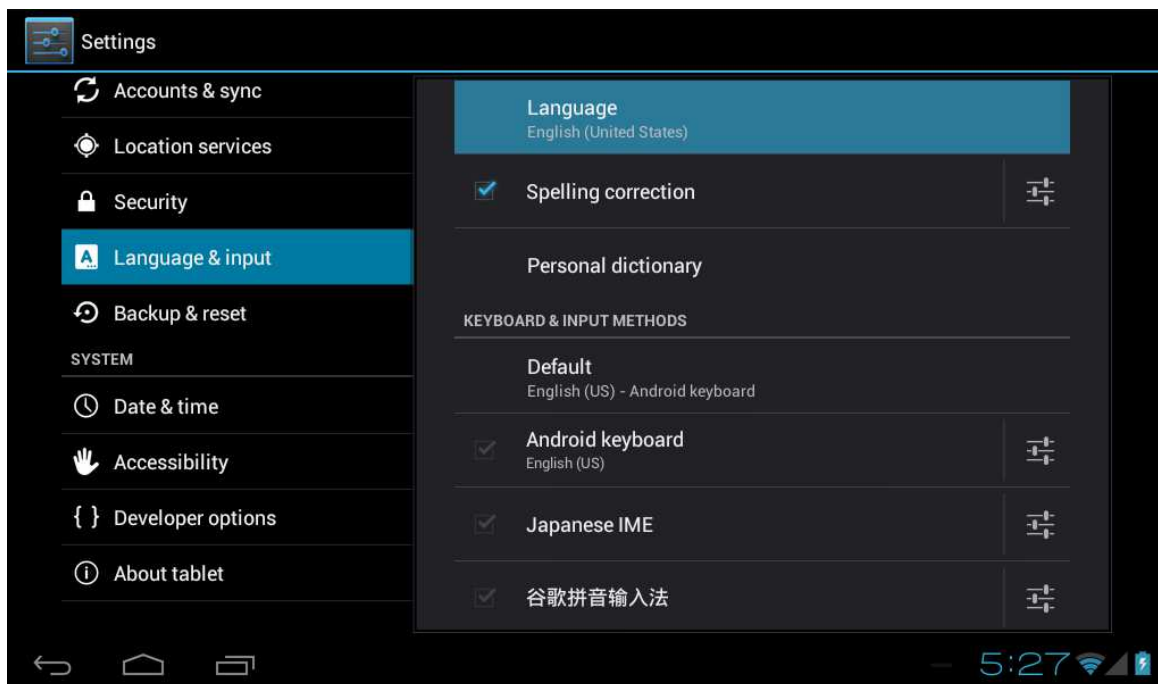 Settings
Accounts & sync
Location services
Security
Language & input
Backup & reset
SYSTEM
Date & time
Accessibility
{ } Developer options
About tablet
Language
English (United States)
Spelling correction
Personal dictionary
KEYBOARD & INPUT METHODS
Default
English (US) - Android keyboard
Android keyboard
English (US)
Japanese IME
谷歌拼音输入法
5:27